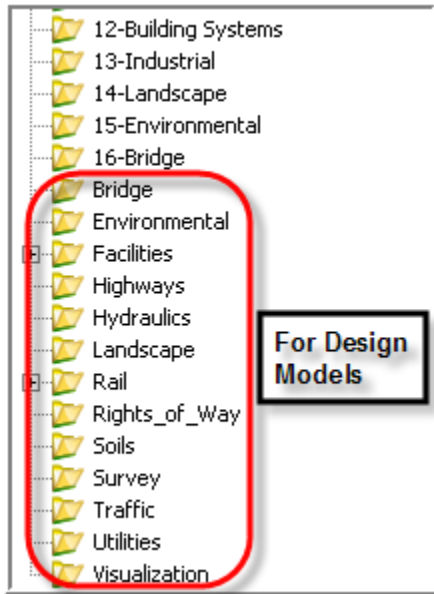 12-Building Systems
13-Industrial
14-Landscape
15-Environmental
16-Bridge
Bridge
Environmental
Facilities
Highways
Hydraulics
Landscape
Rail
Rights_of_Way
Soils
Survey
Traffic
Utilities
Visualization
For Design
Models